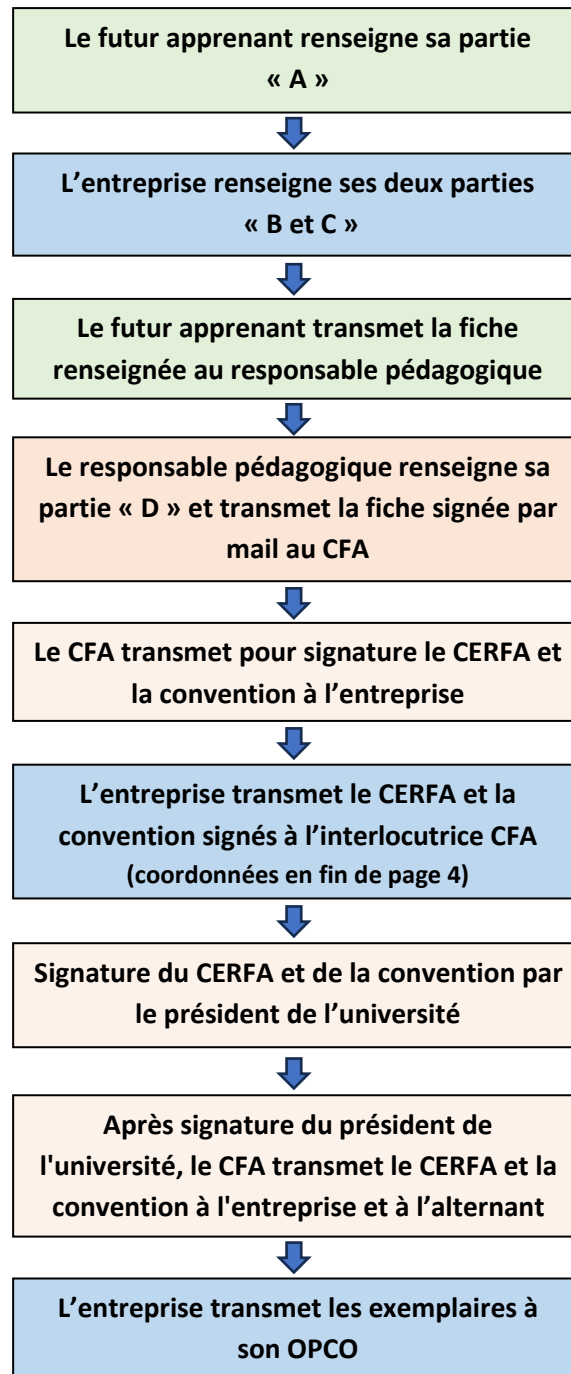 Le futur apprenant renseigne sa partie
« A »
L’entreprise renseigne ses deux parties
« B et C »
Le futur apprenant transmet la fiche
renseignée au responsable pédagogique
Le responsable pédagogique renseigne sa
partie « D » et transmet la fiche signée par
mail au CFA
Le CFA transmet pour signature le CERFA et
la convention à l’entreprise
L’entreprise transmet le CERFA et la
convention signés à l’interlocutrice CFA
(coordonnées en fin de page 4)
Signature du CERFA et de la convention par
le président de l’université
Après signature du président de
l'université, le CFA transmet le CERFA et la
convention à l'entreprise et à l’alternant
L’entreprise transmet les exemplaires à
son OPCO